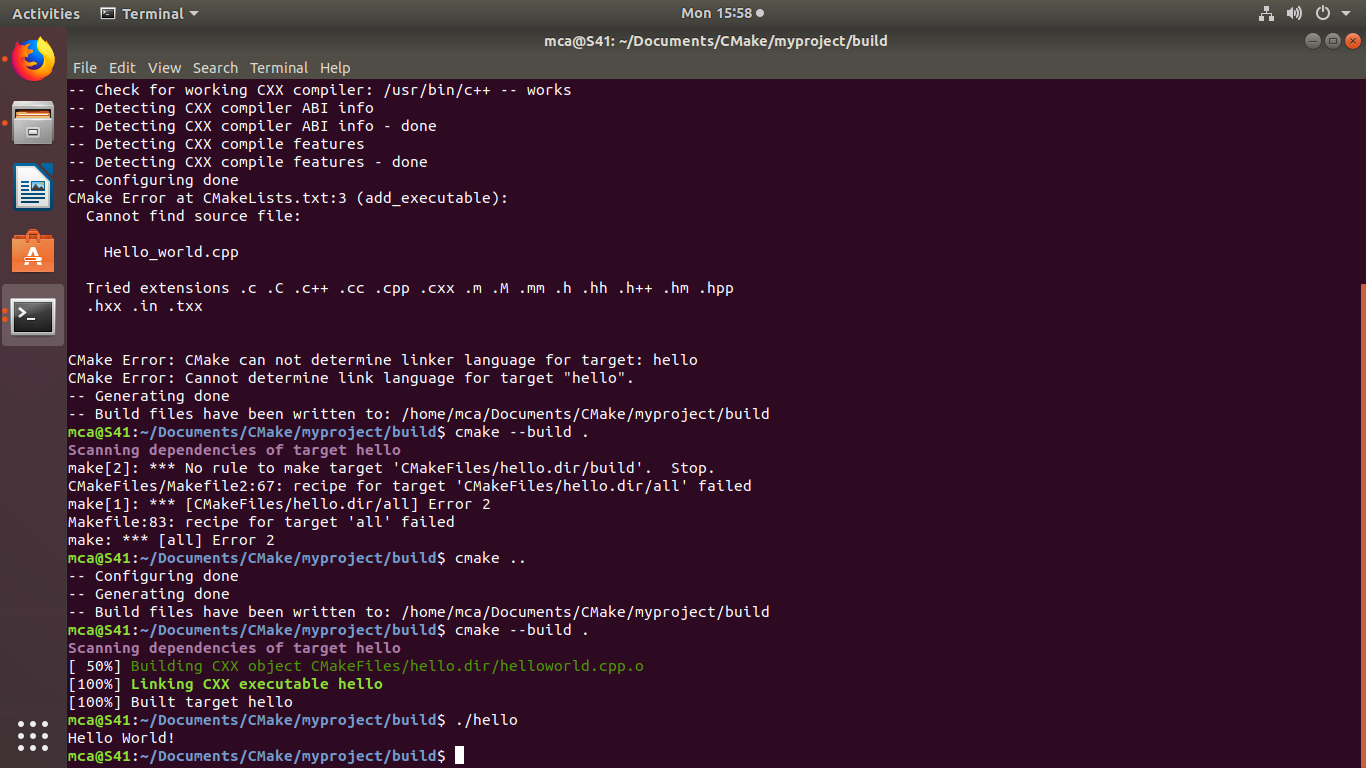 Activities Terminal Mon 15:58
mca@S41: ~/Documents/CMake/myproject/build
File Edit View Search Terminal Help
-- Check for working CXX compiler: /usr/bin/c++ -- works
-- Detecting CXX compiler ABI info
-- Detecting CXX compiler ABI info - done
-- Detecting CXX compile features
-- Detecting CXX compile features - done
-- Configuring done
CMake Error at CMakeLists.txt:3 (add_executable):
  Cannot find source file:
    Hello_world.cpp
  Tried extensions .c .C .c++ .cc .cpp .cxx .m .M .mm .h .hh .h++ .hm .hpp
  .hxx .in .txx
CMake Error: CMake can not determine linker language for target: hello
CMake Error: Cannot determine link language for target "hello".
-- Generating done
-- Build files have been written to: /home/mca/Documents/CMake/myproject/build
mca@S41:~/Documents/CMake/myproject/build$ cmake --build .
Scanning dependencies of target hello
make[2]: *** No rule to make target 'CMakeFiles/hello.dir/build'.  Stop.
CMakeFiles/Makefile2:67: recipe for target 'CMakeFiles/hello.dir/all' failed
make[1]: *** [CMakeFiles/hello.dir/all] Error 2
Makefile:83: recipe for target 'all' failed
make: *** [all] Error 2
mca@S41:~/Documents/CMake/myproject/build$ cmake ..
-- Configuring done
-- Generating done
-- Build files have been written to: /home/mca/Documents/CMake/myproject/build
mca@S41:~/Documents/CMake/myproject/build$ cmake --build .
Scanning dependencies of target hello
[ 50%] Building CXX object CMakeFiles/hello.dir/helloworld.cpp.o
[100%] Linking CXX executable hello
[100%] Built target hello
mca@S41:~/Documents/CMake/myproject/build$ ./hello
Hello World!
mca@S41:~/Documents/CMake/myproject/build$